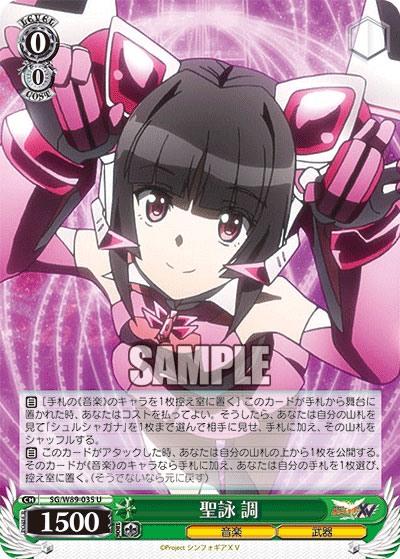 LEVEL
0
0
COST
SAMPLE
自［手札の《音楽》のキャラを1枚控え室に置く］このカードが手札から舞台に
置かれた時、あなたはコストを払ってよい。そうしたら、あなたは自分の山札を
見て「シュルシャガナ」を1枚まで選んで相手に見せ、手札に加え、その山札を
シャッフルする。
自 このカードがアタックした時、あなたは自分の山札の上から1枚を公開する。
そのカードが《音楽》のキャラなら手札に加え、あなたは自分の手札を1枚選び、
控え室に置く。（そうでないなら元に戻す）
CH SG/W89-035 U
1500
聖詠 調
音楽
武器
XV
©Project シンフォギアＸＶ